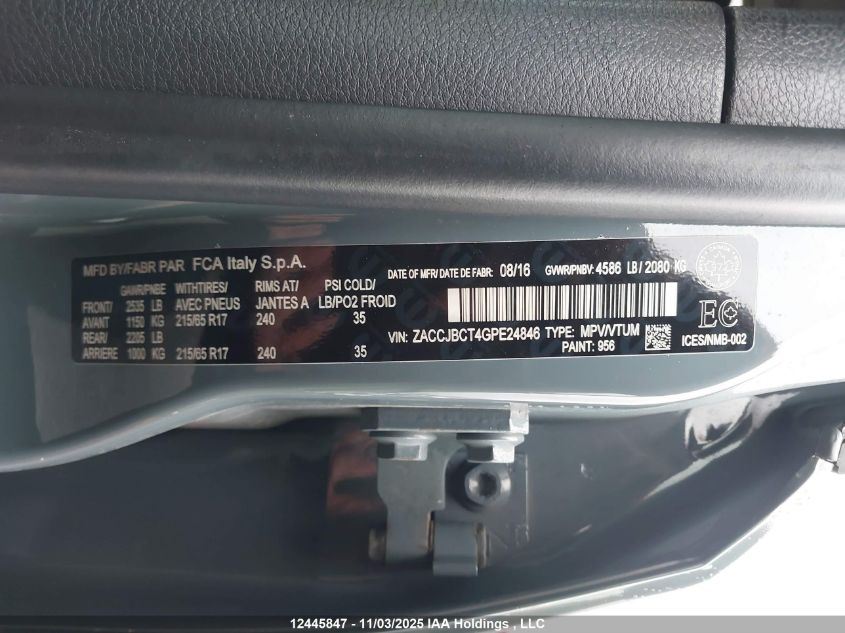 MFD BY/FABR PAR FCA Italy S.p.A.
DATE OF MFR/DATE DE FABR: 08/16 GVWR/PNBV: 4586 LB / 2080 KG
GAWR/PNBE WITHTIRES/ RIMS AT/ PSI COLD/
AVEC PNEUS JANTES A LB/PO2 FROID
FRONT/ 2535 LB
AVANT 1150 KG 215/65 R17 240 35
REAR/ 2205 LB
ARRIERE 1000 KG 215/65 R17 240 35
VIN: ZACCJBCT4GPE24846 TYPE: MPV/VTUM
PAINT: 956
EC
ICES/NMB-002
12445847 - 11/03/2025 IAA Holdings , LLC